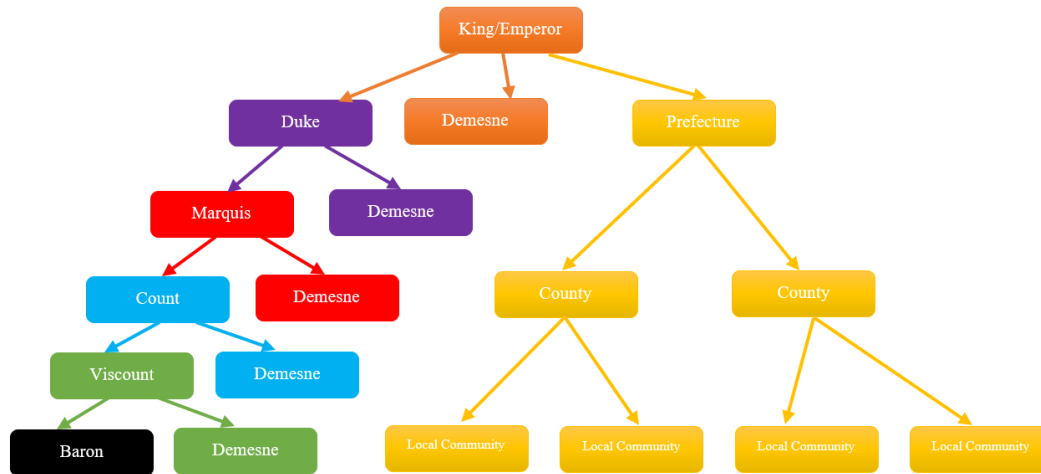 King/Emperor
Duke
Demesne
Prefecture
Marquis
Demesne
Count
Demesne
County
County
Viscount
Demesne
Baron
Demesne
Local Community
Local Community
Local Community
Local Community